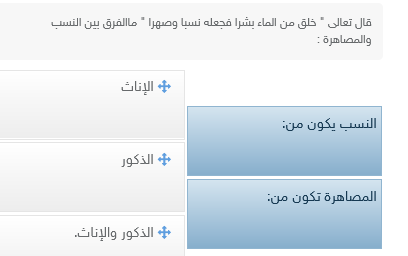 قال تعالى " خلق من الماء بشرا فجعله نسبا وصهرا " ماالفرق بين النسب
والمصاهرة :
النسب يكون من:
المصاهرة تكون من:
الإناث
الذكور
الذكور والإناث.